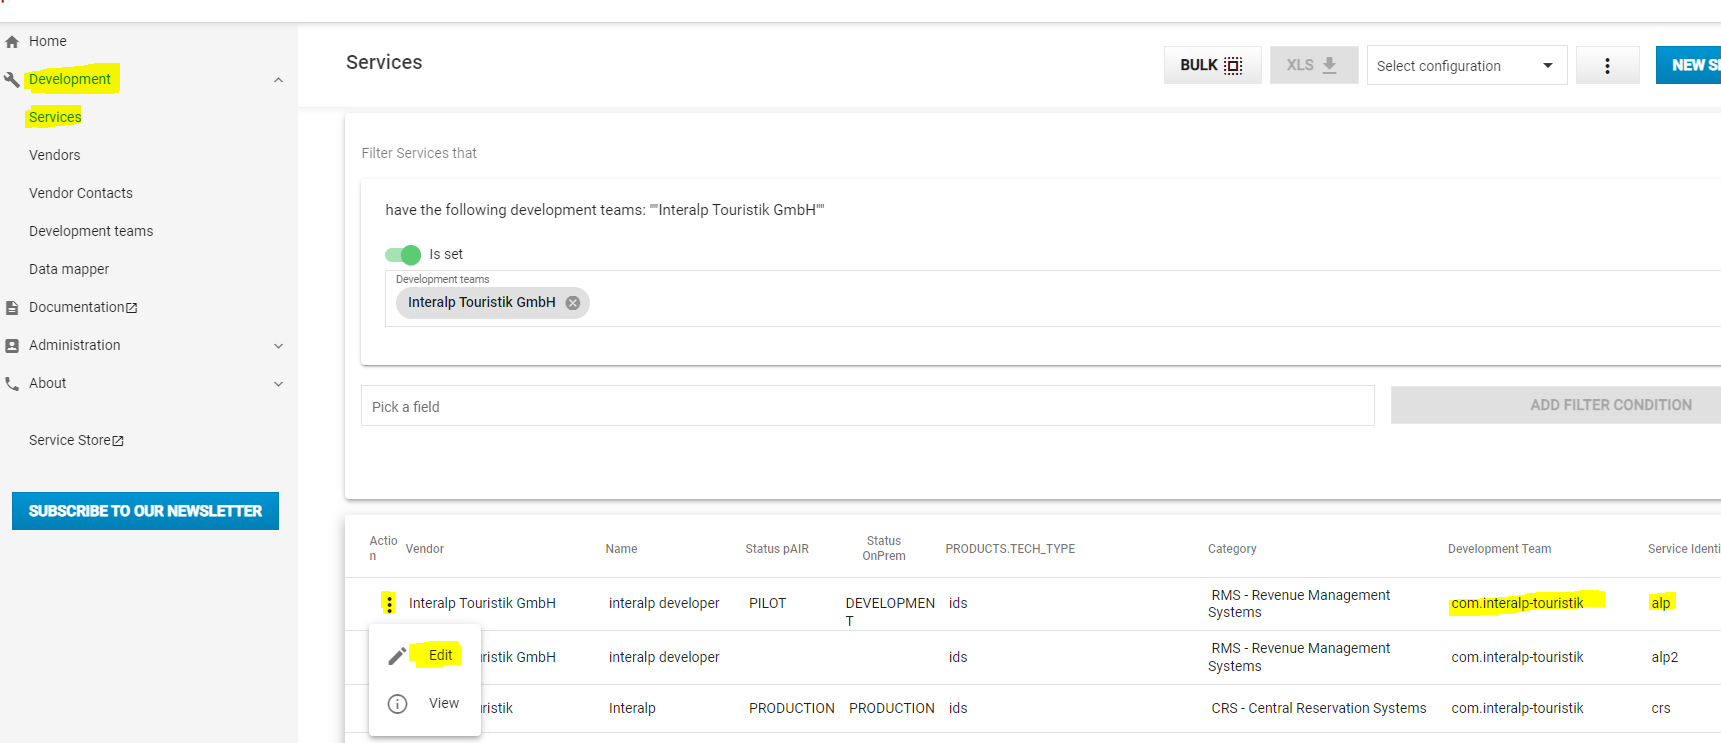 Home
Development
Services
Vendors
Vendor Contacts
Development teams
Data mapper
Documentation
Administration
About
Service Store
SUBSCRIBE TO OUR NEWSLETTER
Services
BULK
XLS
Select configuration
NEW
Filter Services that
have the following development teams: ""Interalp Touristik GmbH""
Is set
Development teams
Interalp Touristik GmbH
Pick a field
ADD FILTER CONDITION
Actio
n
Vendor
Name
Status pAIR
Status
OnPrem
PRODUCTS.TECH_TYPE
Category
Development Team
Service Identi
Interalp Touristik GmbH
interalp developer
PILOT
DEVELOPMEN
T
ids
RMS - Revenue Management
Systems
com.interalp-touristik
alp
Edit
View
ristik GmbH
interalp developer
ids
RMS - Revenue Management
Systems
com.interalp-touristik
alp2
ristik
Interalp
PRODUCTION
PRODUCTION
ids
CRS - Central Reservation Systems
com.interalp-touristik
crs